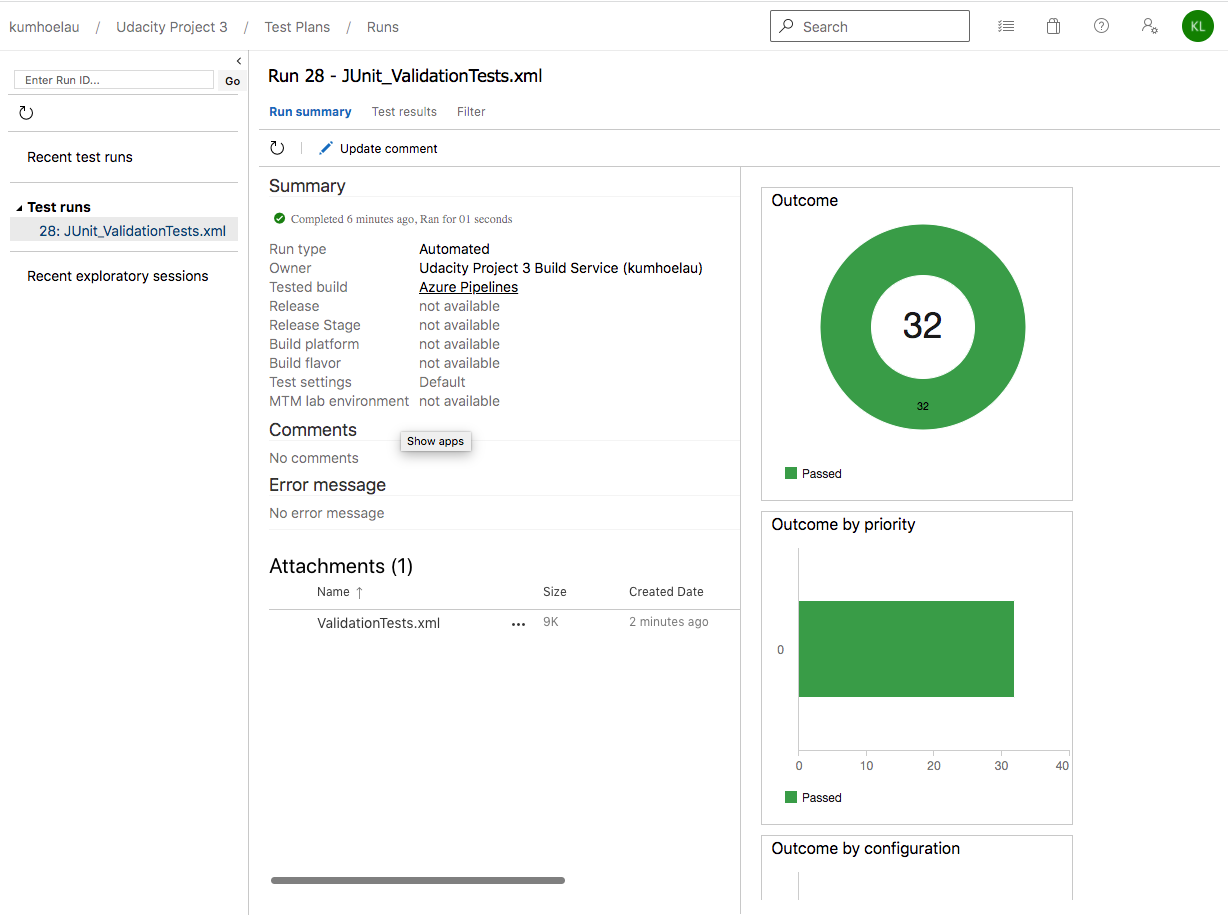 kumhoelau / Udacity Project 3 / Test Plans / Runs
Search
KL
Enter Run ID...
Go
Recent test runs
Test runs
28: JUnit_ValidationTests.xml
Recent exploratory sessions
Run 28 - JUnit_ValidationTests.xml
Run summary Test results Filter
Update comment
Summary
Completed 6 minutes ago, Ran for 01 seconds
Run type Automated
Owner Udacity Project 3 Build Service (kumhoelau)
Tested build Azure Pipelines
Release not available
Release Stage not available
Build platform not available
Build flavor not available
Test settings Default
MTM lab environment not available
Comments
Show apps
No comments
Error message
No error message
Attachments (1)
Name ↑ Size Created Date
ValidationTests.xml ... 9K 2 minutes ago
Outcome
32
32
Passed
Outcome by priority
0
0 10 20 30 40
Passed
Outcome by configuration